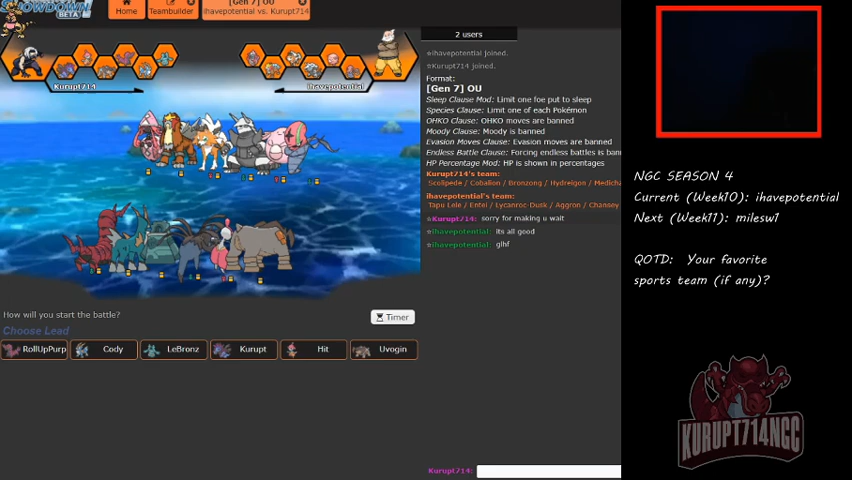 SHOWDOWN
BETA
Home
Teambuilder
[Gen 7] OU
ihavepotential vs. Kurupt714
Kurupt714
ihavepotential
2 users
☆ihavepotential joined.
☆Kurupt714 joined.
Format:
[Gen 7] OU
Sleep Clause Mod: Limit one foe put to sleep
Species Clause: Limit one of each Pokémon
OHKO Clause: OHKO moves are banned
Moody Clause: Moody is banned
Evasion Moves Clause: Evasion moves are banned
Endless Battle Clause: Forcing endless battles is ban
HP Percentage Mod: HP is shown in percentages
Kurupt714's team:
Scolipede / Cobalion / Bronzong / Hydreigon / Medicha
ihavepotential's team:
Tapu Lele / Entei / Lycanroc-Dusk / Aggron / Chansey
☆Kurupt714: sorry for making u wait
☆ihavepotential: its all good
☆ihavepotential: glhf
How will you start the battle?
Timer
Choose Lead
RollUpPurp
Cody
LeBronz
Kurupt
Hit
Uvogin
Kurupt714:
NGC SEASON 4
Current (Week10): ihavepotential
Next (Week11): milesw1
QOTD: Your favorite
sports team (if any)?
KURUPT714NGC